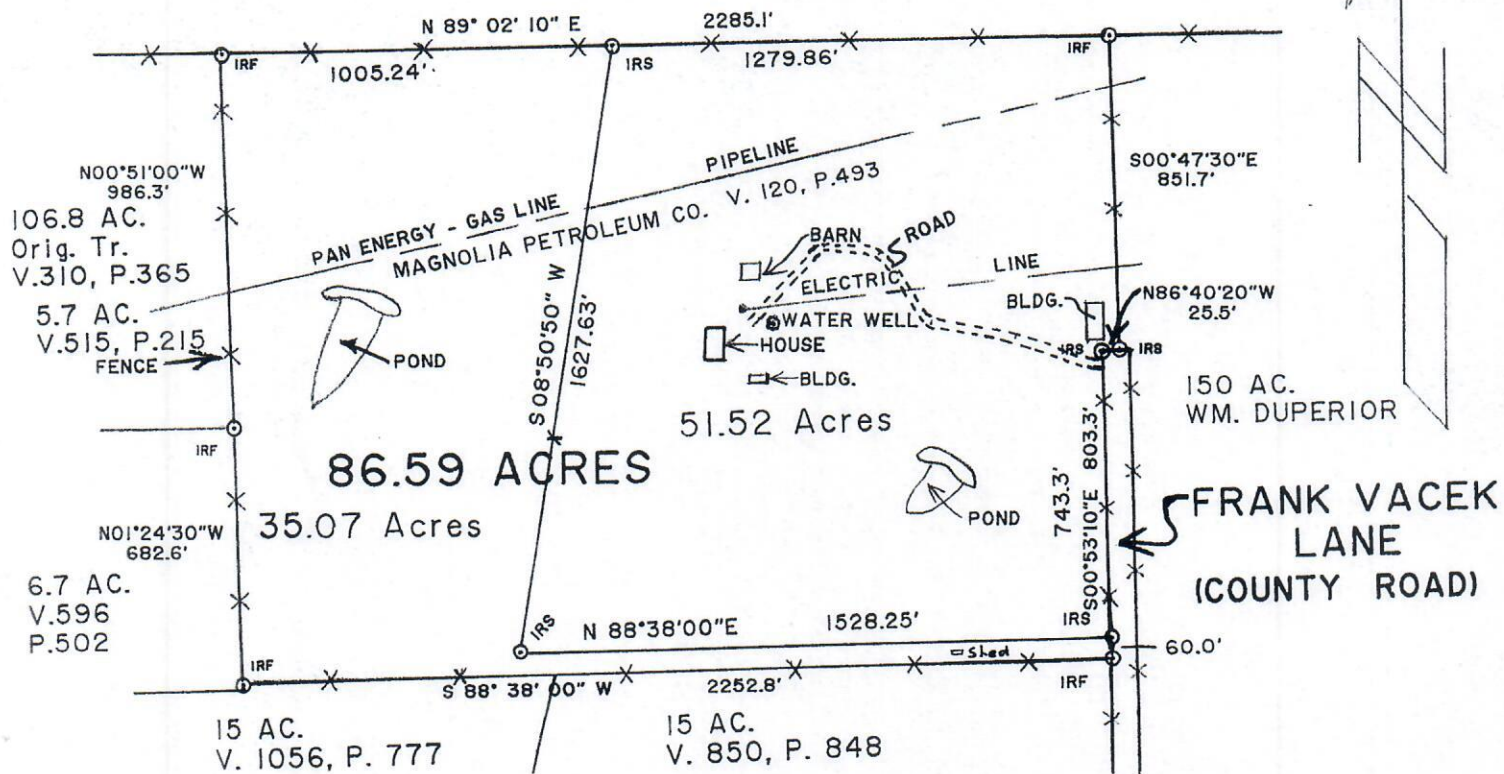 N 89° 02' 10" E
2285.1'
IRF
1005.24'
IRS
1279.86'
IRF
N00°51'00"W
986.3'
106.8 AC.
Orig. Tr.
V.310, P.365
5.7 AC.
V.515, P.215
FENCE
PAN ENERGY - GAS LINE
PIPELINE
MAGNOLIA PETROLEUM CO. V. 120, P.493
S00°47'30"E
851.7'
BARN
ROAD
ELECTRIC
LINE
WATER WELL
HOUSE
BLDG.
BLDG.
N86°40'20"W
25.5'
IRS
IRS
POND
S 08°50'50" W
1627.63'
51.52 Acres
150 AC.
WM. DUPERIOR
IRF
86.59 ACRES
35.07 Acres
POND
743.3'
S00°53'10"E 803.3'
FRANK VACEK
LANE
(COUNTY ROAD)
N01°24'30"W
682.6'
6.7 AC.
V.596
P.502
IRS
N 88°38'00"E
1528.25'
IRS
Shed
60.0'
IRF
S 88° 38' 00" W
2252.8'
IRF
15 AC.
V. 1056, P. 777
15 AC.
V. 850, P. 848